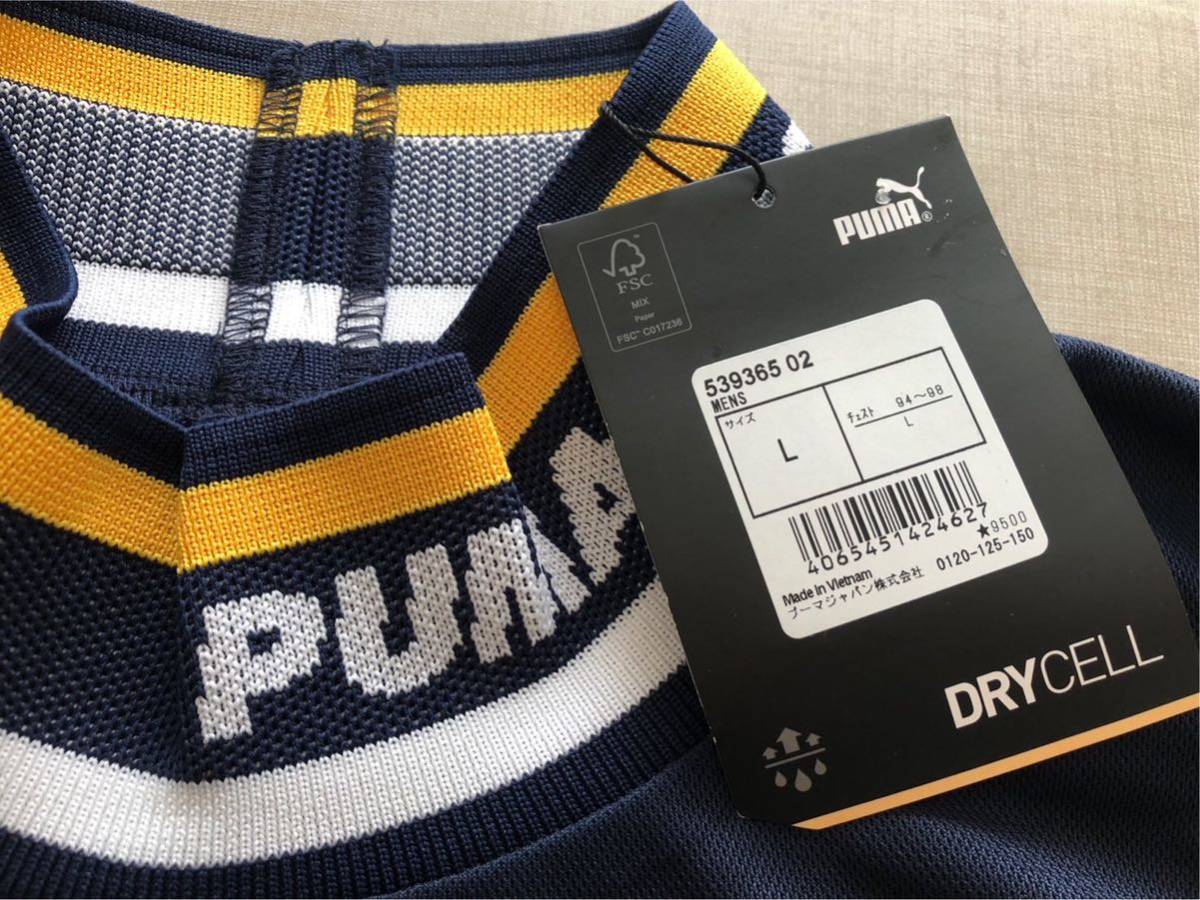 PUMA
PUMA®
FSC
MIX
Paper
FSC™ C017236
539365 02
MENS
サイズ
L
チェスト 94～98
L
4065451424627
★9500
Made in Vietnam
プーマジャパン株式会社 0120-125-150
DRYCELL